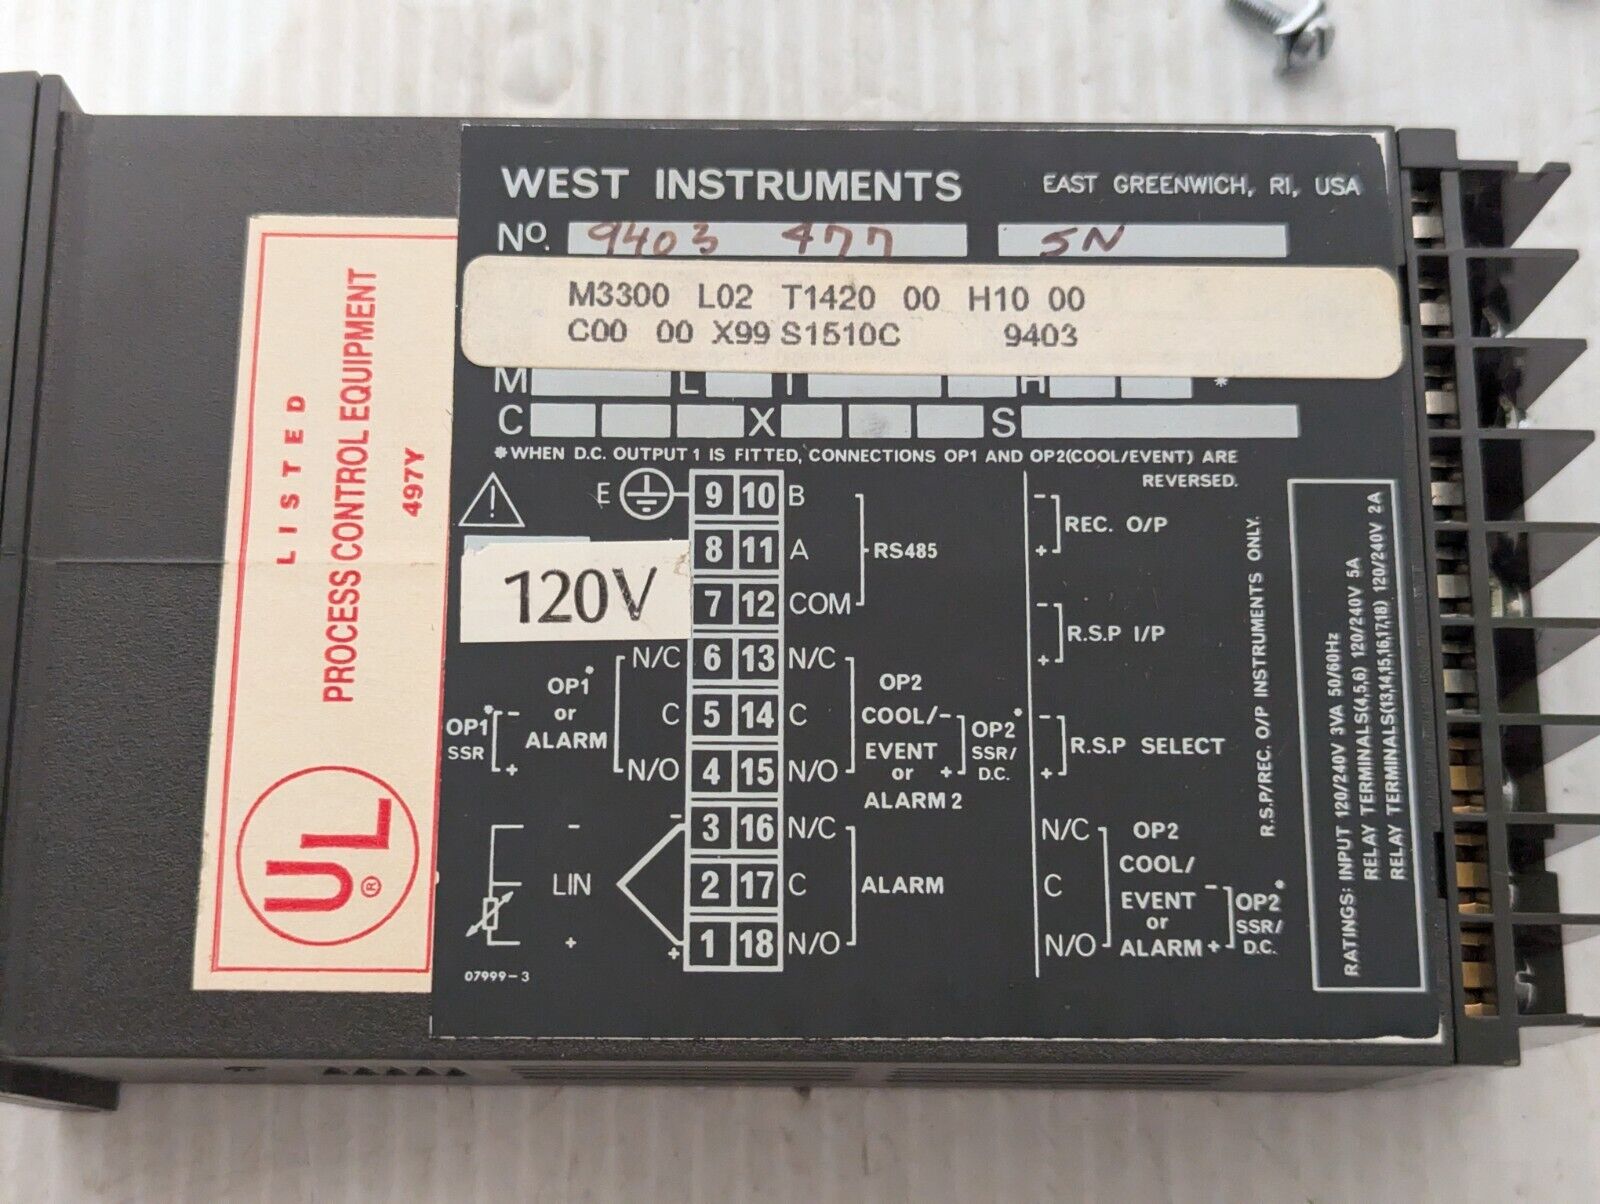 WEST INSTRUMENTS EAST GREENWICH, RI, USA
No. 9403 477 5N
M3300 L02 T1420 00 H10 00
C00 00 X99 S1510C 9403
M L T H *
C X S
*WHEN D.C. OUTPUT 1 IS FITTED, CONNECTIONS OP1 AND OP2(COOL/EVENT) ARE
REVERSED.
LISTED
PROCESS CONTROL EQUIPMENT
497Y
UL ®
120V
E 9 10 B
8 11 A
7 12 COM
RS485
N/C 6 13 N/C
C 5 14 C
N/O 4 15 N/O
- 3 16 N/C
2 17 C
+ 1 18 N/O
OP1*
or
ALARM
OP1*
SSR
-
+
OP2
COOL/
EVENT
or
ALARM 2
-
+
OP2*
SSR/
D.C.
ALARM
-
LIN
+
07999-3
-
+
REC. O/P
-
+
R.S.P I/P
-
+
R.S.P SELECT
N/C
C
N/O
OP2
COOL/
EVENT
or
ALARM
-
+
OP2*
SSR/
D.C.
R.S.P/REC. O/P INSTRUMENTS ONLY.
RATINGS: INPUT 120/240V 3VA 50/60Hz
RELAY TERMINALS(4,5,6) 120/240V 5A
RELAY TERMINALS(13,14,15,16,17,18) 120/240V 2A